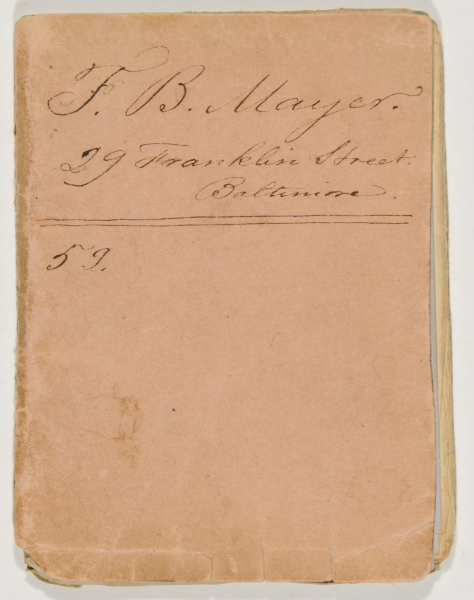 F. B. Mayer.
29 Franklin Street.
Baltimore.
59.